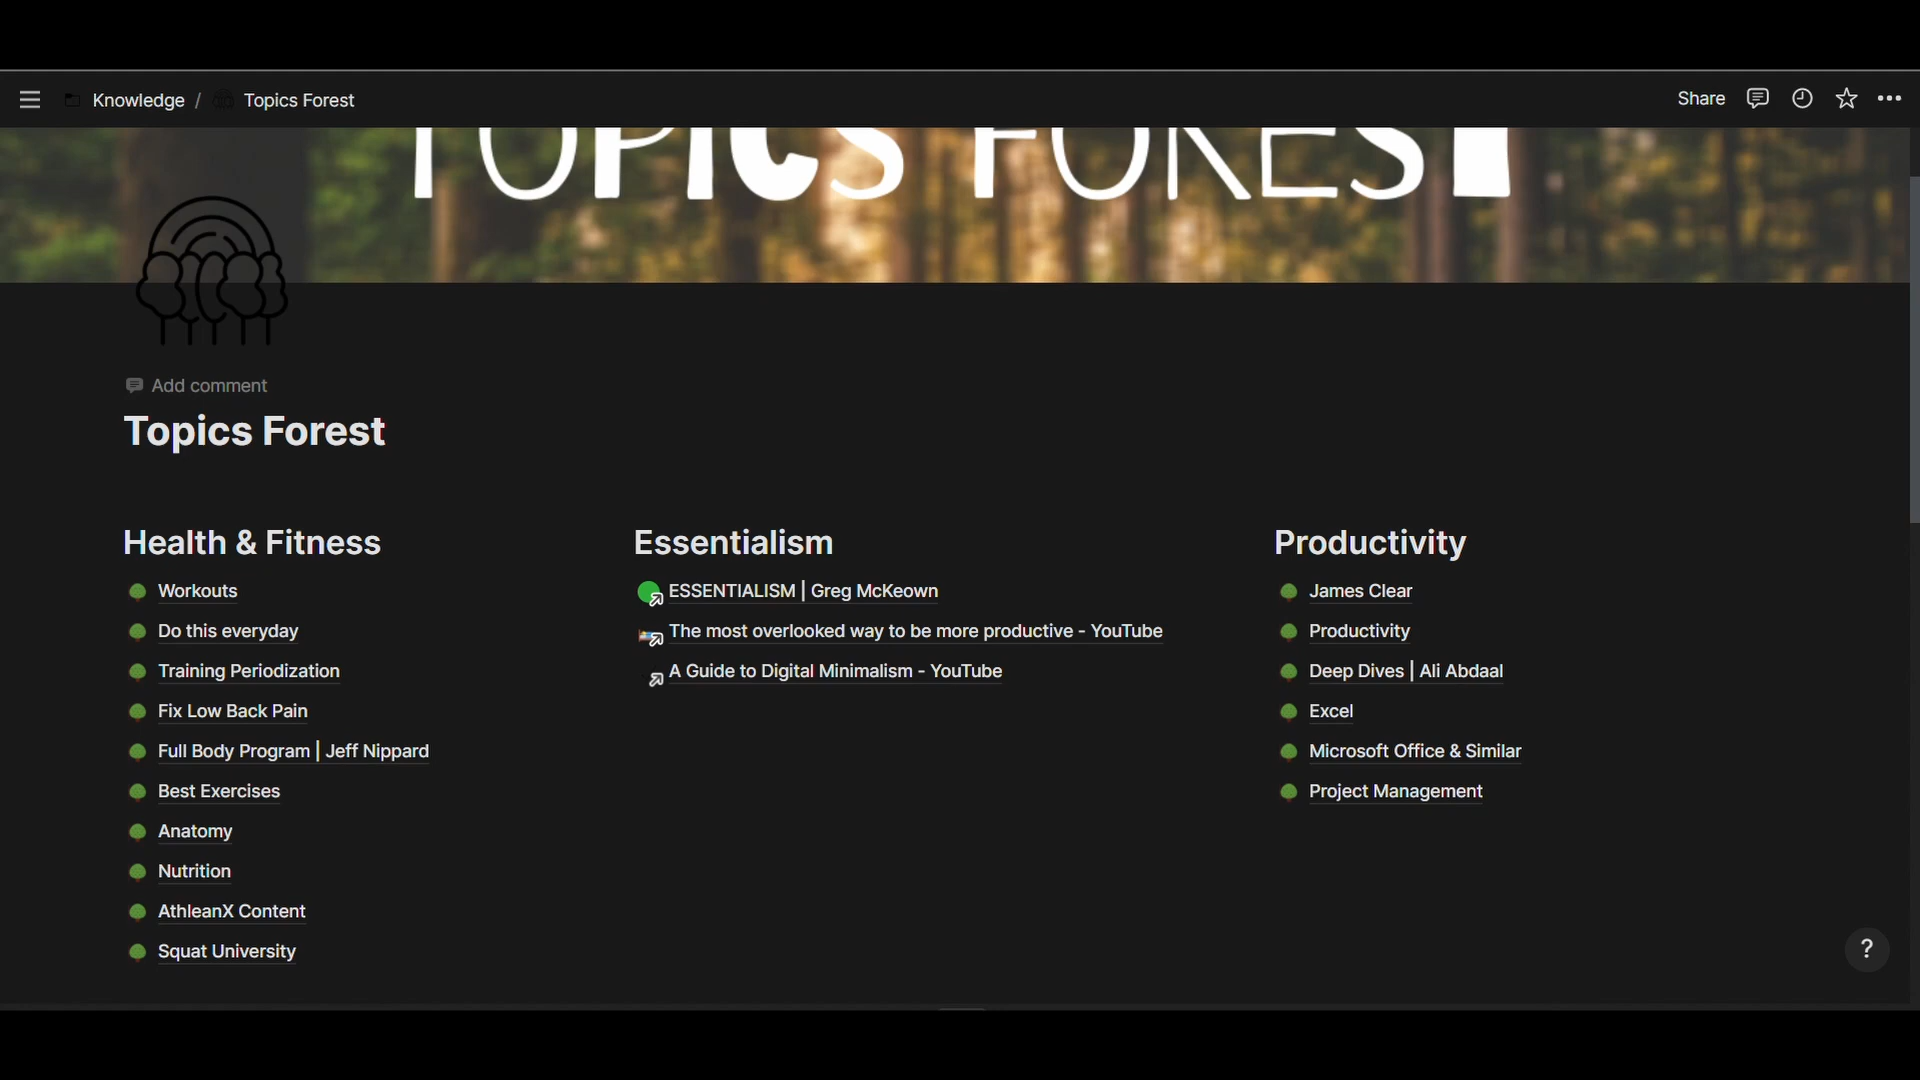 Knowledge / Topics Forest
Share
TOPICS FOREST
Add comment
Topics Forest
Health & Fitness
Workouts
Do this everyday
Training Periodization
Fix Low Back Pain
Full Body Program | Jeff Nippard
Best Exercises
Anatomy
Nutrition
AthleanX Content
Squat University
Essentialism
ESSENTIALISM | Greg McKeown
The most overlooked way to be more productive - YouTube
A Guide to Digital Minimalism - YouTube
Productivity
James Clear
Productivity
Deep Dives | Ali Abdaal
Excel
Microsoft Office & Similar
Project Management
?